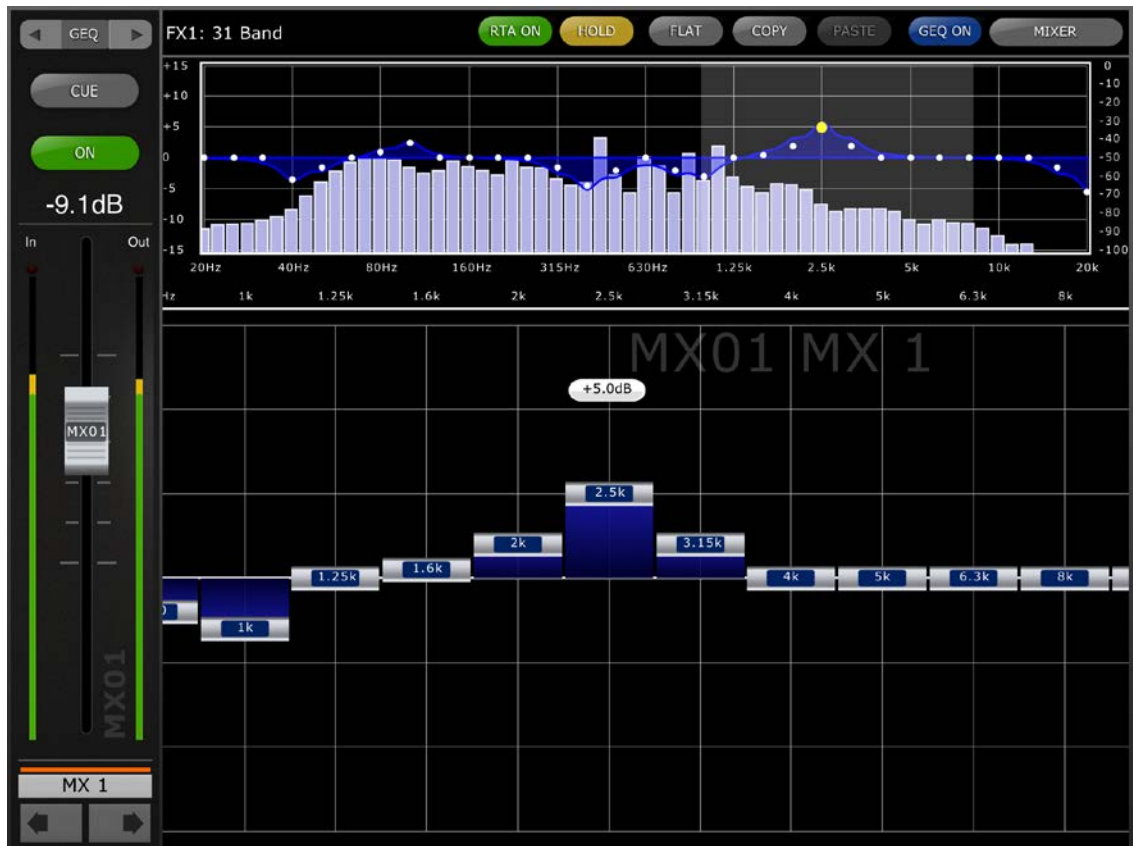 GEQ
FX1: 31 Band
RTA ON
HOLD
FLAT
COPY
PASTE
GEQ ON
MIXER
CUE
ON
-9.1dB
In
Out
+15
+10
+5
0
-5
-10
-15
0
-10
-20
-30
-40
-50
-60
-70
-80
-90
-100
20Hz 40Hz 80Hz 160Hz 315Hz 630Hz 1.25k 2.5k 5k 10k 20k
Hz 1k 1.25k 1.6k 2k 2.5k 3.15k 4k 5k 6.3k 8k
MX01 MX 1
+5.0dB
MX01
2.5k
2k
3.15k
1.6k
1.25k
4k
5k
6.3k
8k
1k
MX01
MX 1